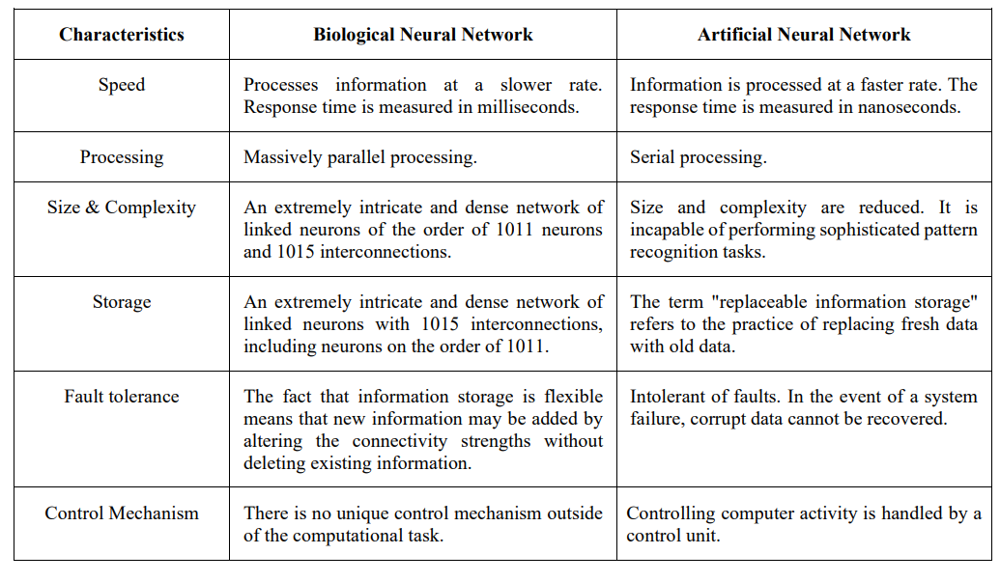 Characteristics
Biological Neural Network
Artificial Neural Network
Speed
Processes information at a slower rate.
Response time is measured in milliseconds.
Information is processed at a faster rate. The
response time is measured in nanoseconds.
Processing
Massively parallel processing.
Serial processing.
Size & Complexity
An extremely intricate and dense network of
linked neurons of the order of 1011 neurons
and 1015 interconnections.
Size and complexity are reduced. It is
incapable of performing sophisticated pattern
recognition tasks.
Storage
An extremely intricate and dense network of
linked neurons with 1015 interconnections,
including neurons on the order of 1011.
The term "replaceable information storage"
refers to the practice of replacing fresh data
with old data.
Fault tolerance
The fact that information storage is flexible
means that new information may be added by
altering the connectivity strengths without
deleting existing information.
Intolerant of faults. In the event of a system
failure, corrupt data cannot be recovered.
Control Mechanism
There is no unique control mechanism outside
of the computational task.
Controlling computer activity is handled by a
control unit.